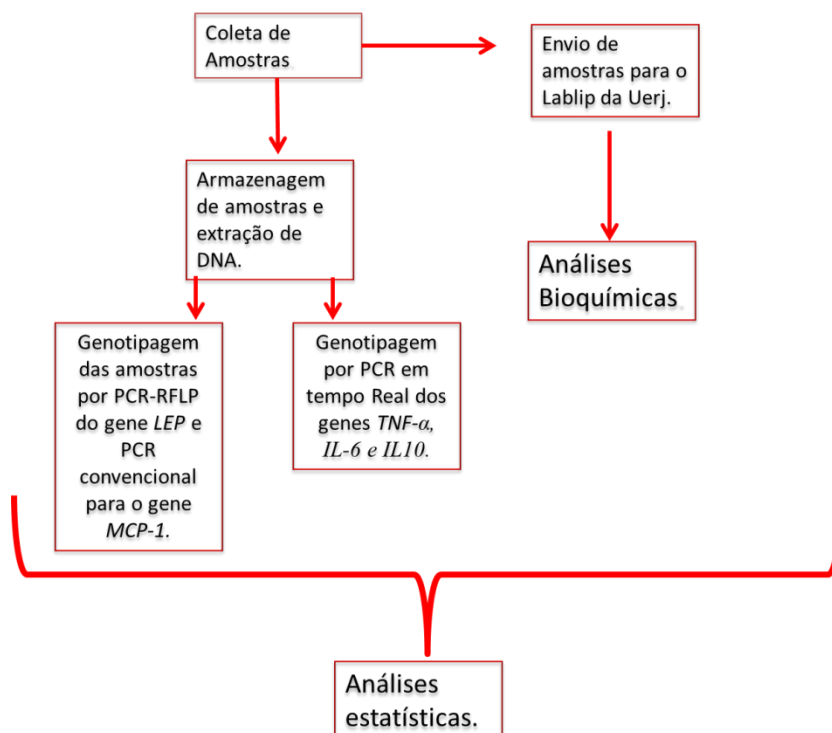 Coleta de
Amostras
Envio de
amostras para o
Lablip da Uerj.
Armazenagem
de amostras e
extração de
DNA.
Análises
Bioquímicas.
Genotipagem
das amostras
por PCR-RFLP
do gene LEP e
PCR
convencional
para o gene
MCP-1.
Genotipagem
por PCR em
tempo Real dos
genes TNF-α,
IL-6 e IL10.
Análises
estatísticas.